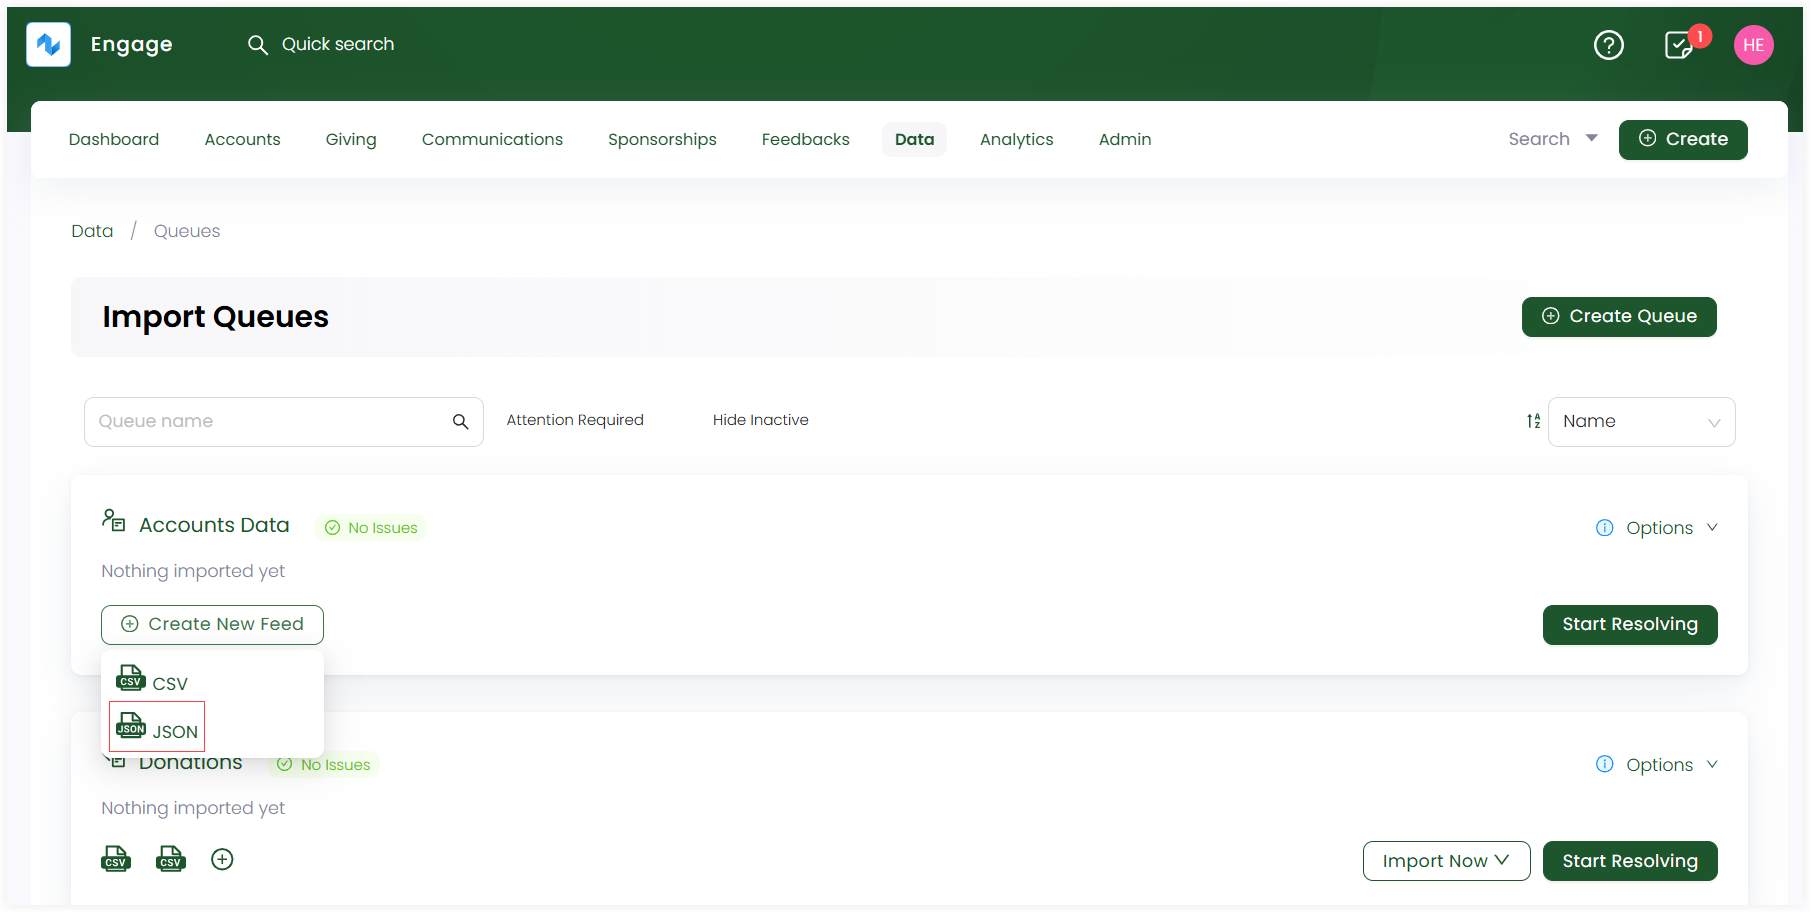 Engage
Quick search
1
HE
Dashboard Accounts Giving Communications Sponsorships Feedbacks Data Analytics Admin
Search
Create
Data / Queues
Import Queues
Create Queue
Queue name
Attention Required
Hide Inactive
Name
Accounts Data
No Issues
Options
Nothing imported yet
Create New Feed
Start Resolving
CSV CSV
JSON JSON
Donations
No Issues
Options
Nothing imported yet
CSV CSV
Import Now
Start Resolving